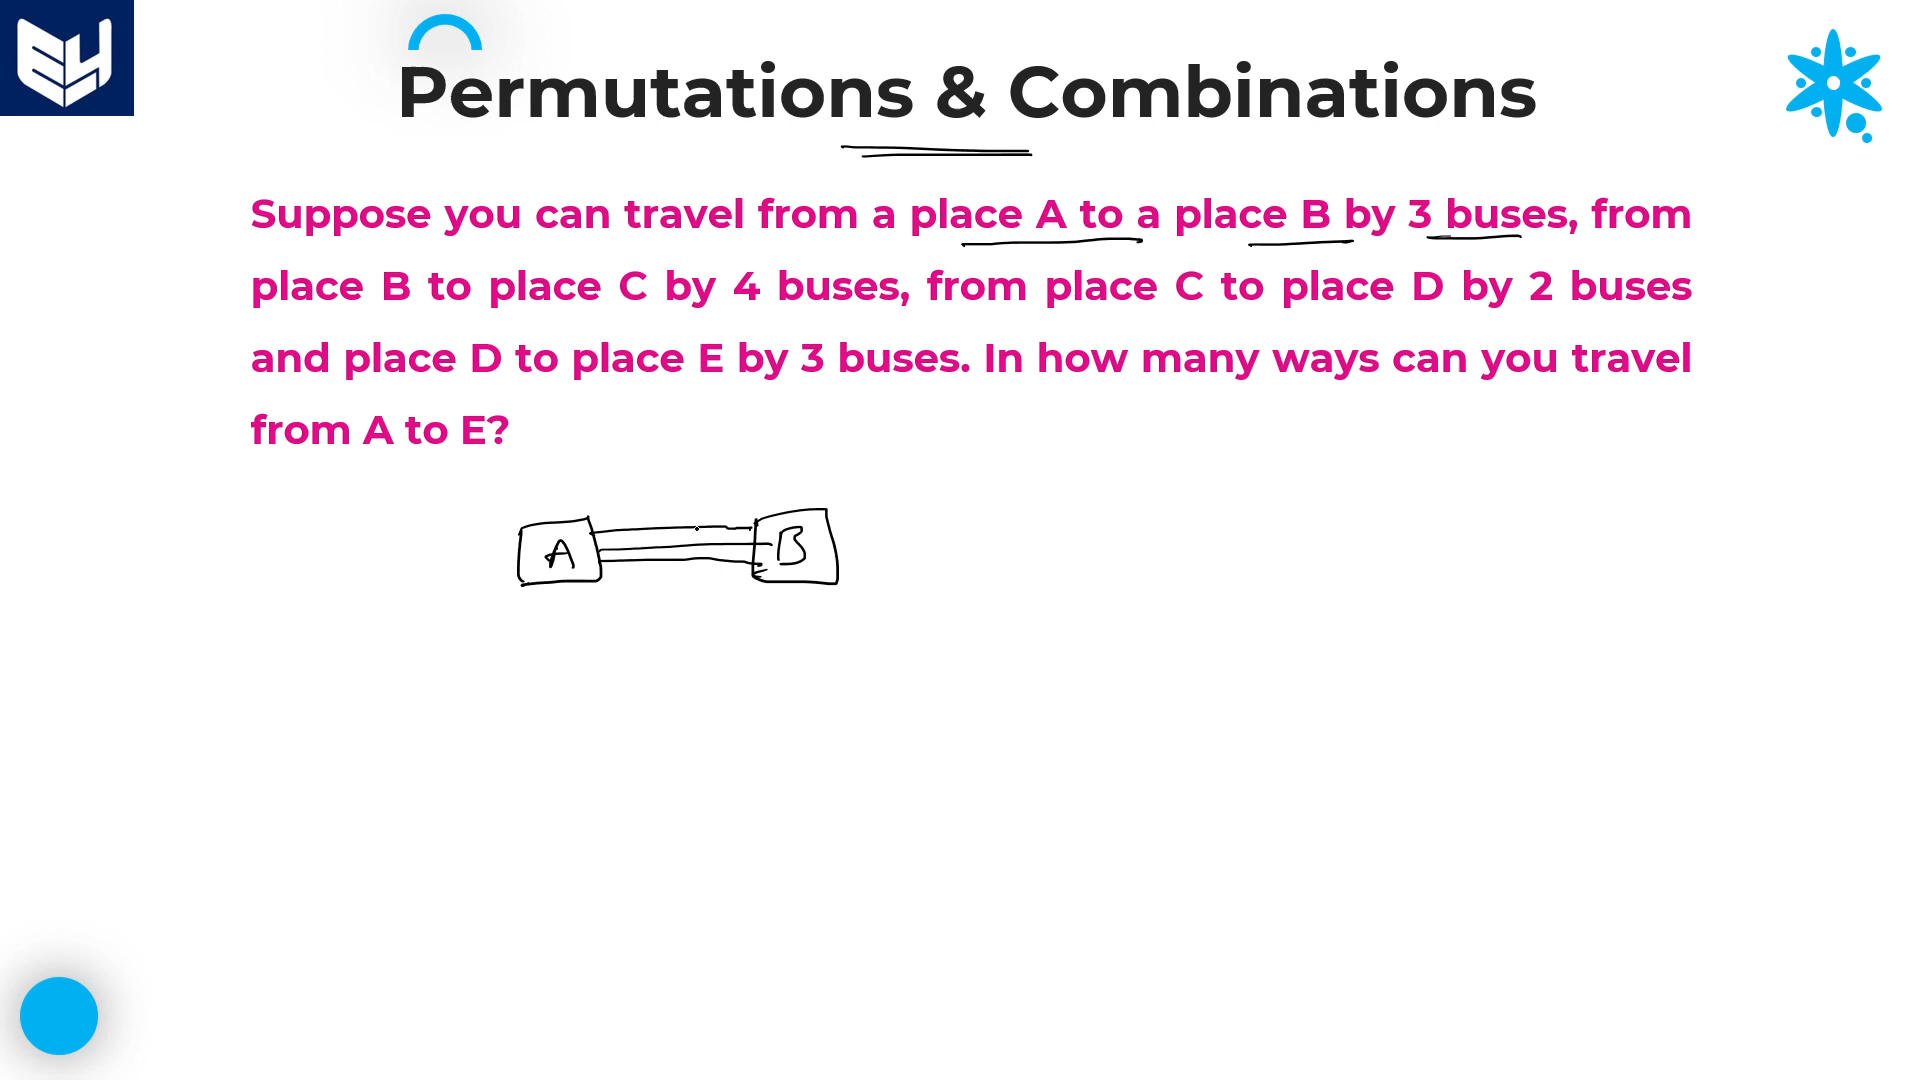 Permutations & Combinations
Suppose you can travel from a place A to a place B by 3 buses, from
place B to place C by 4 buses, from place C to place D by 2 buses
and place D to place E by 3 buses. In how many ways can you travel
from A to E?
A B